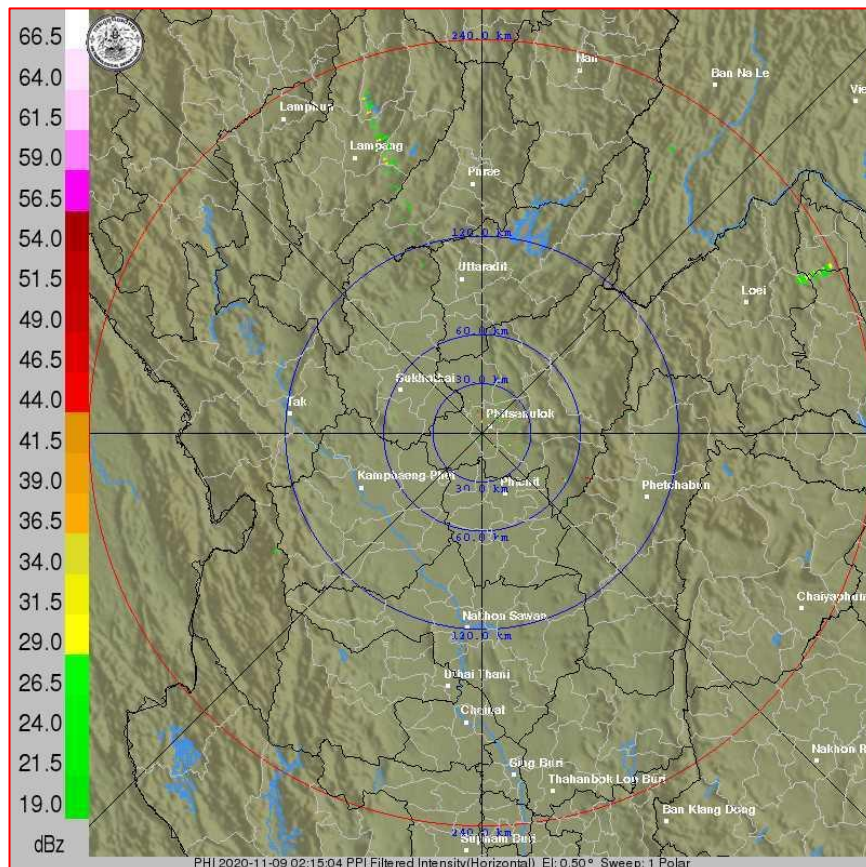 66.5
64.0
61.5
59.0
56.5
54.0
51.5
49.0
46.5
44.0
41.5
39.0
36.5
34.0
31.5
29.0
26.5
24.0
21.5
19.0
dBz
240.0 km
Nan
Ban Na Le
Lamphun
Lampang
Phrae
120.0 km
Uttaradit
Loei
60.0 km
30.0 km
Sukhothai
Tak
Phitsanulok
Kamphaeng-Phet
Phichit
30.0 km
Phetchabun
60.0 km
Chaiyaphum
Nakhon Sawan
120.0 km
Uthai Thani
Chainat
Sing Buri
Nakhon R
Thahanbok Lop Buri
Ban Klang Dong
240.0 km
Suphan Buri
PHI 2020-11-09 02:15:04 PPI Filtered Intensity(Horizontal) El: 0.50° Sweep: 1 Polar